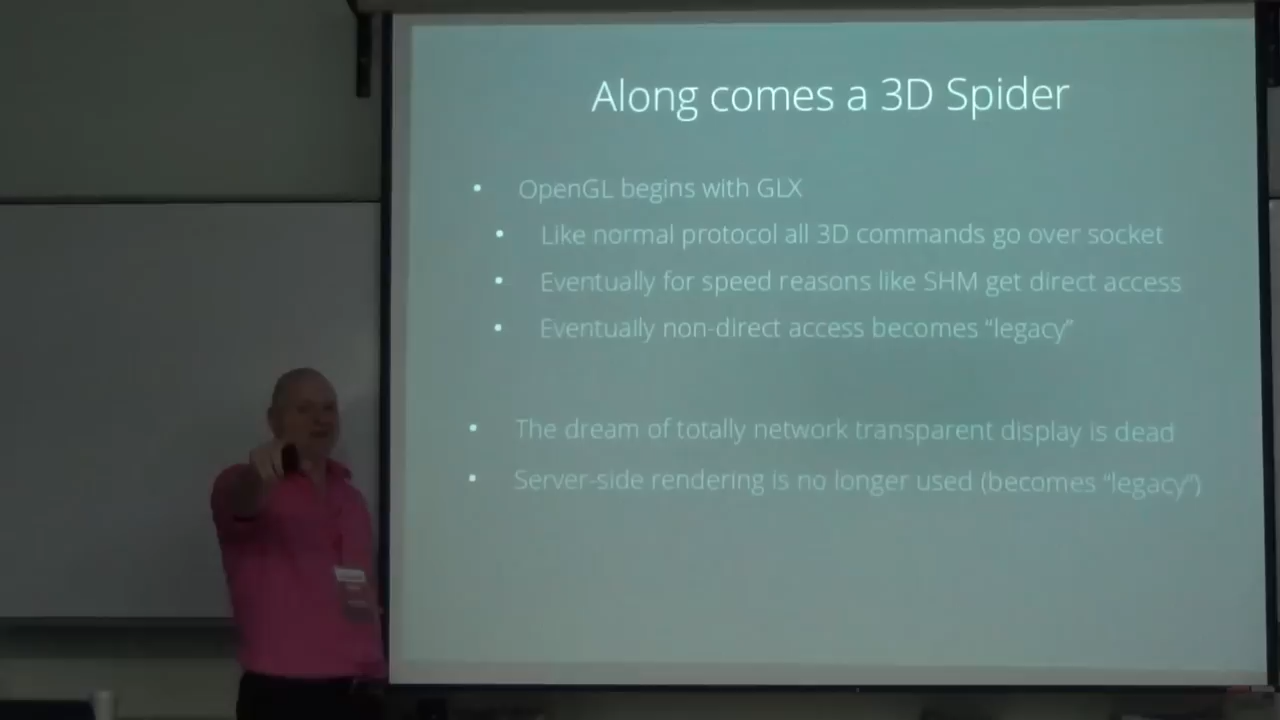 Along comes a 3D Spider
• OpenGL begins with GLX
• Like normal protocol all 3D commands go over socket
• Eventually for speed reasons like SHM get direct access
• Eventually non-direct access becomes “legacy”
• The dream of totally network transparent display is dead
• Server-side rendering is no longer used (becomes “legacy”)